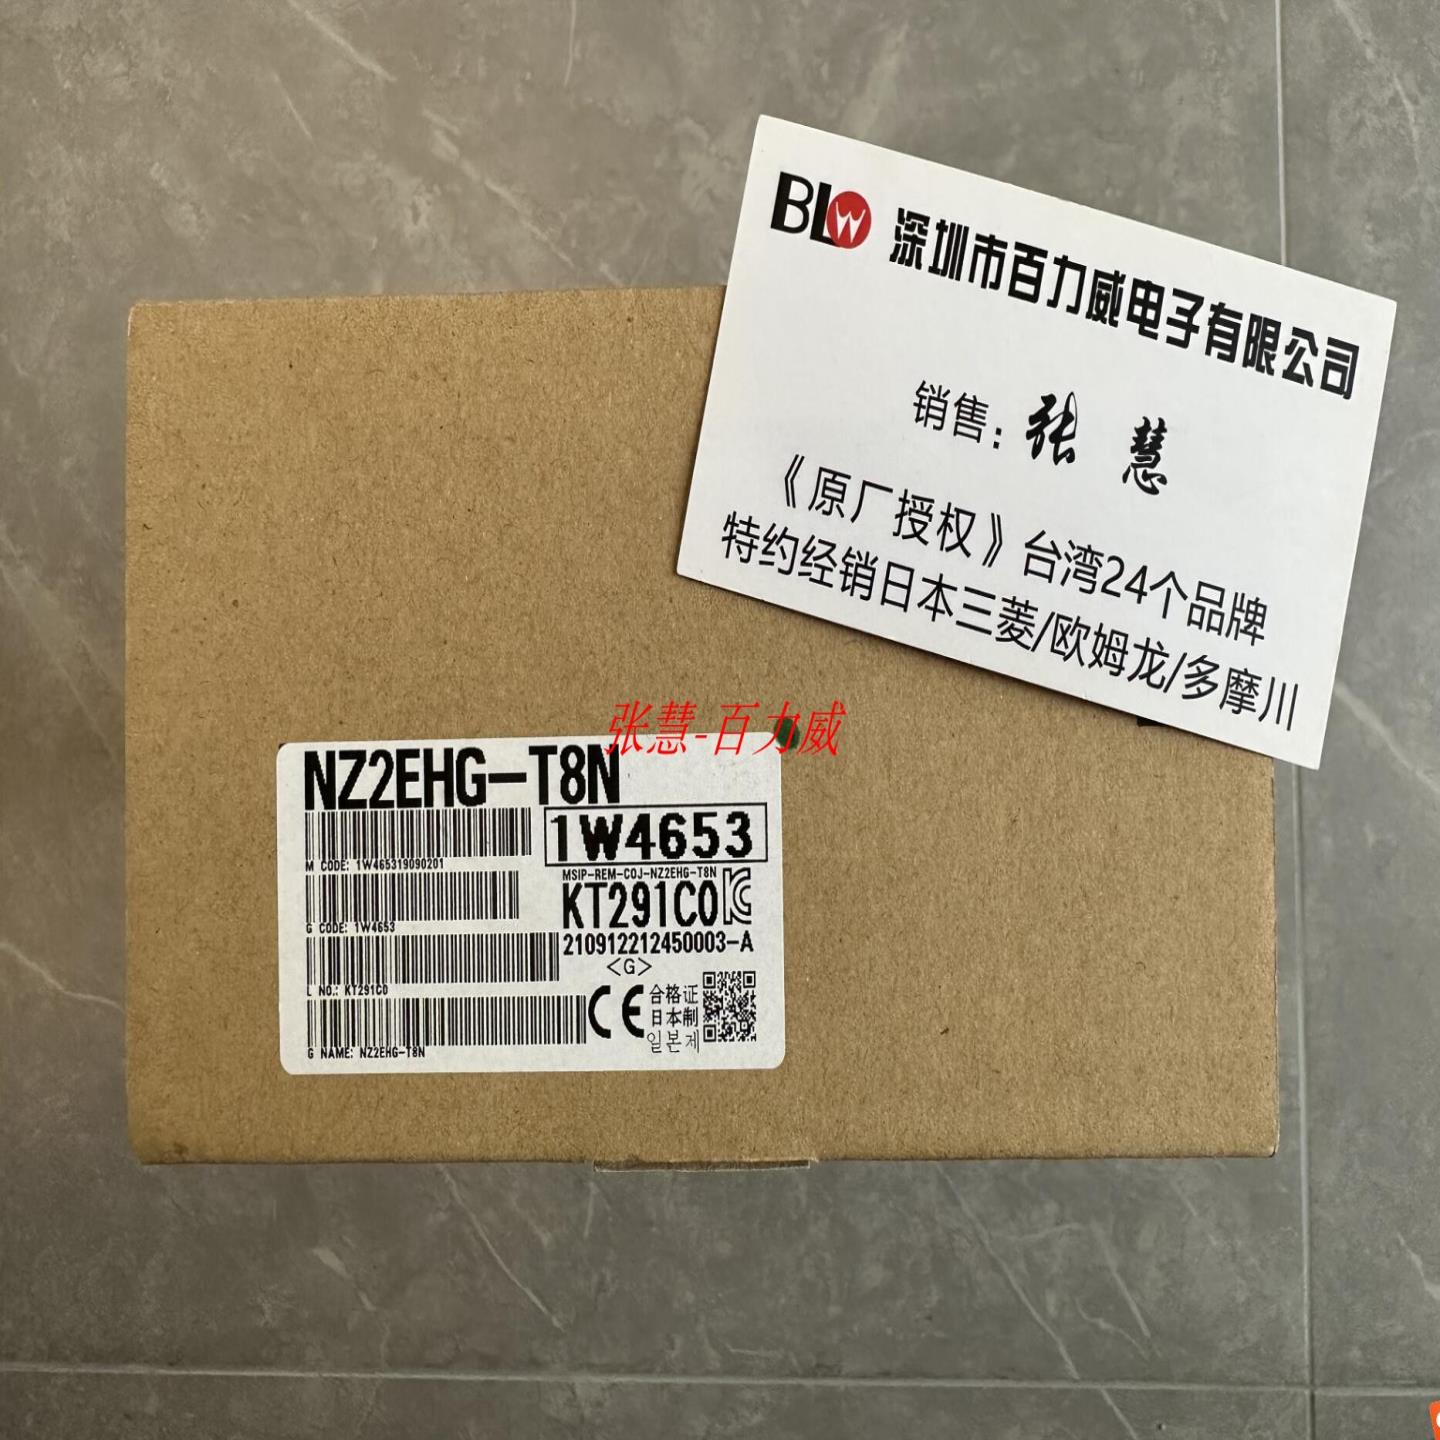 BLW 深圳市百力威电子有限公司
销售：张 慧
《原厂授权》台湾24个品牌
特约经销日本三菱/欧姆龙/多摩川
张慧-百力威
NZ2EHG-T8N
1W4653
M CODE: 1W465319090201
MSIP-REM-COJ-NZ2EHG-T8N
KT291C0
G CODE: 1W4653
210912212450003-A
<G>
L NO.: KT291C0
CE
合格证
日本制
일본제
G NAME: NZ2EHG-T8N